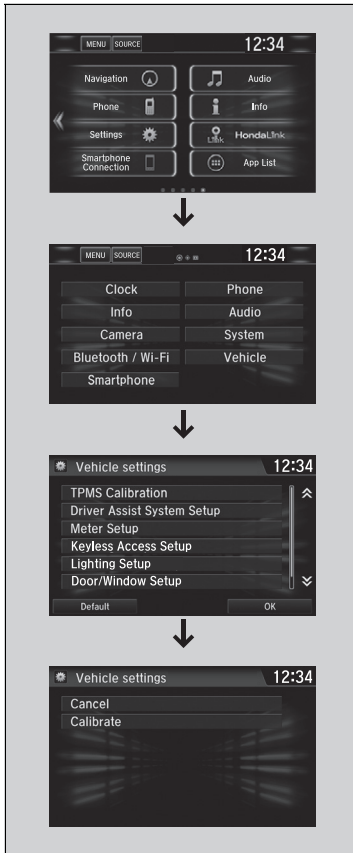 MENU SOURCE 12:34
Navigation Audio
Phone Info
Settings Link HondaLink
Smartphone
Connection App List
MENU SOURCE 12:34
Clock Phone
Info Audio
Camera System
Bluetooth / Wi-Fi Vehicle
Smartphone
Vehicle settings 12:34
TPMS Calibration
Driver Assist System Setup
Meter Setup
Keyless Access Setup
Lighting Setup
Door/Window Setup
Default OK
Vehicle settings 12:34
Cancel
Calibrate